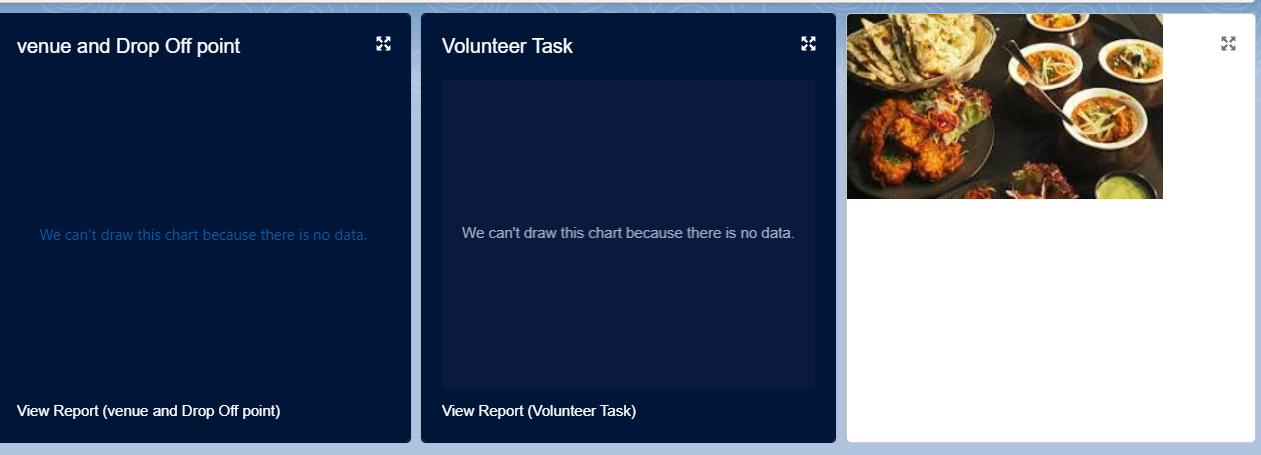 venue and Drop Off point
We can't draw this chart because there is no data.
View Report (venue and Drop Off point)
Volunteer Task
We can't draw this chart because there is no data.
View Report (Volunteer Task)